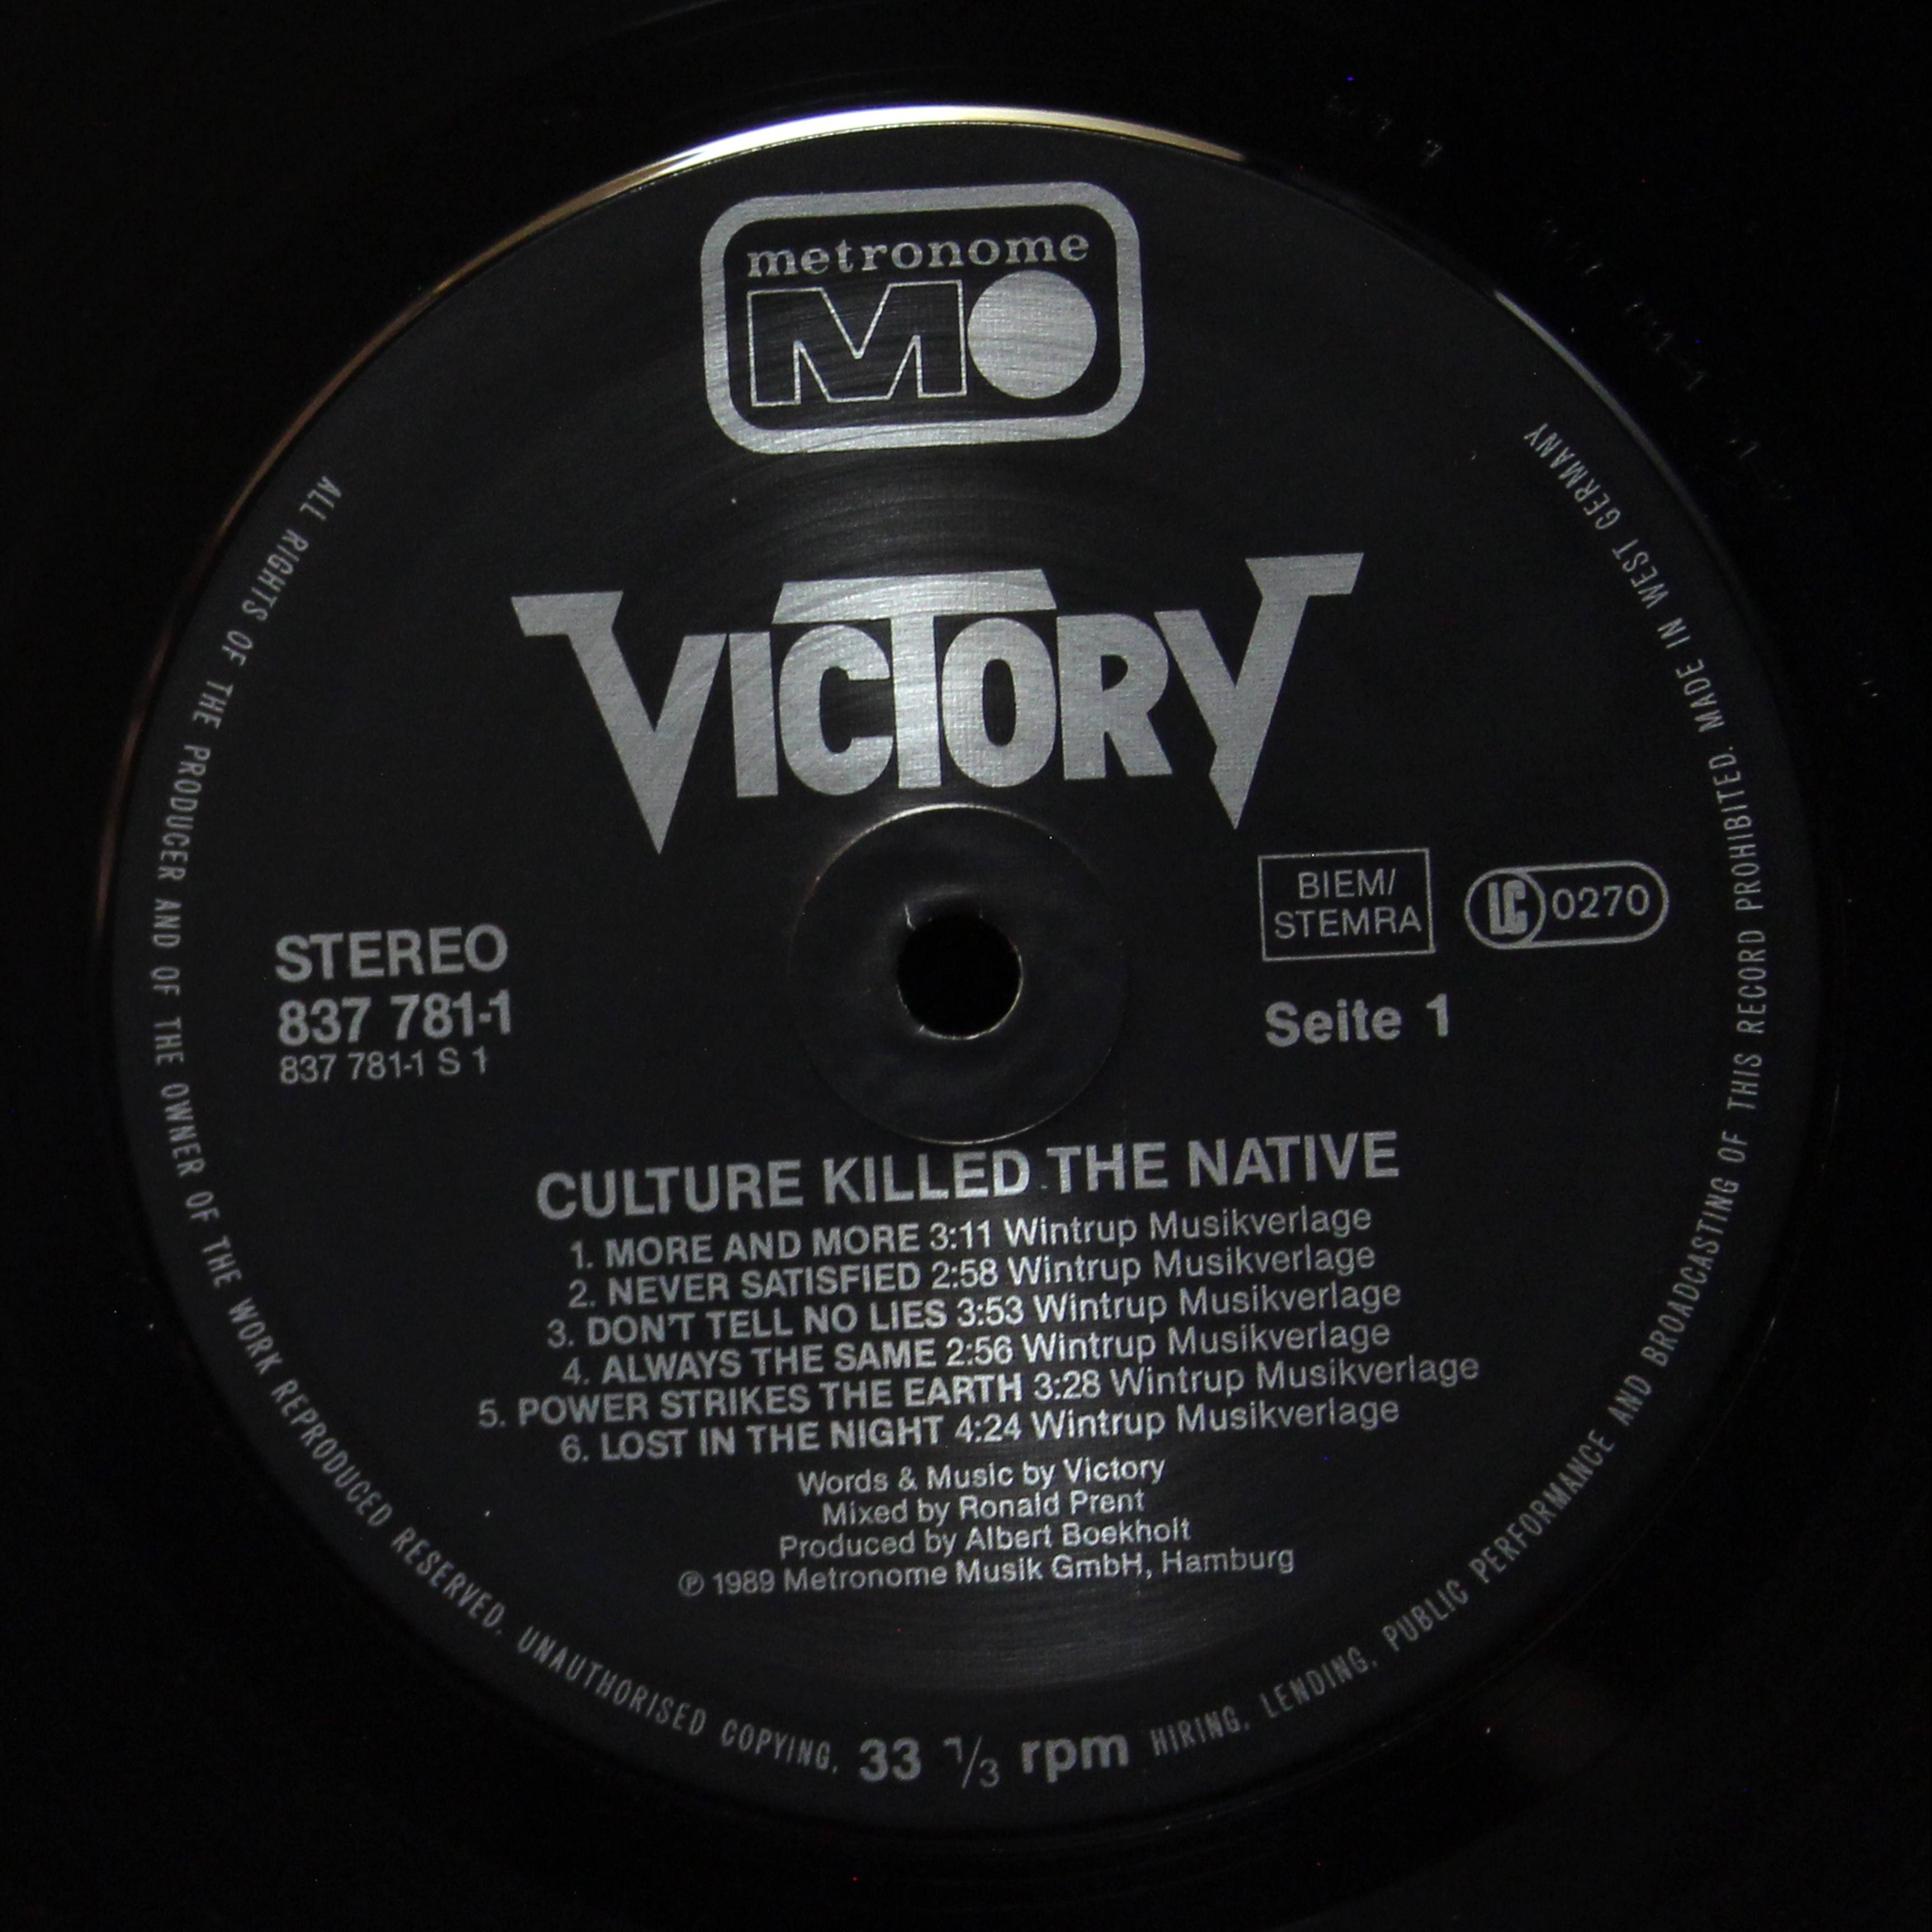 metronome
MO
VICTORY
BIEM/
STEMRA
LC 0270
STEREO
837 781-1
837 781-1 S 1
Seite 1
CULTURE KILLED THE NATIVE
1. MORE AND MORE 3:11 Wintrup Musikverlage
2. NEVER SATISFIED 2:58 Wintrup Musikverlage
3. DON'T TELL NO LIES 3:53 Wintrup Musikverlage
4. ALWAYS THE SAME 2:56 Wintrup Musikverlage
5. POWER STRIKES THE EARTH 3:28 Wintrup Musikverlage
6. LOST IN THE NIGHT 4:24 Wintrup Musikverlage
Words & Music by Victory
Mixed by Ronald Prent
Produced by Albert Boekholt
℗ 1989 Metronome Musik GmbH, Hamburg
ALL RIGHTS OF THE PRODUCER AND OF THE OWNER OF THE WORK REPRODUCED RESERVED. UNAUTHORISED COPYING, HIRING, LENDING, PUBLIC PERFORMANCE AND BROADCASTING OF THIS RECORD PROHIBITED. MADE IN WEST GERMANY
33 1/3 rpm